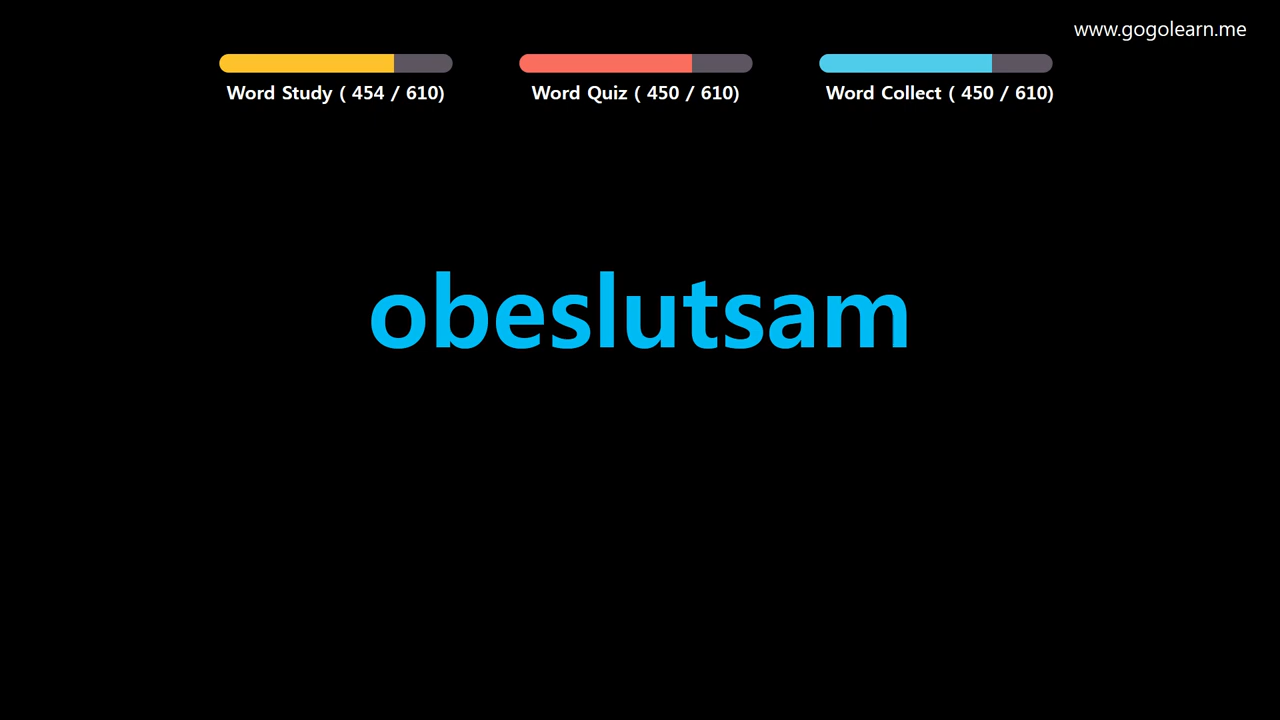 www.gogolearn.me
Word Study ( 454 / 610)
Word Quiz ( 450 / 610)
Word Collect ( 450 / 610)
obeslutsam